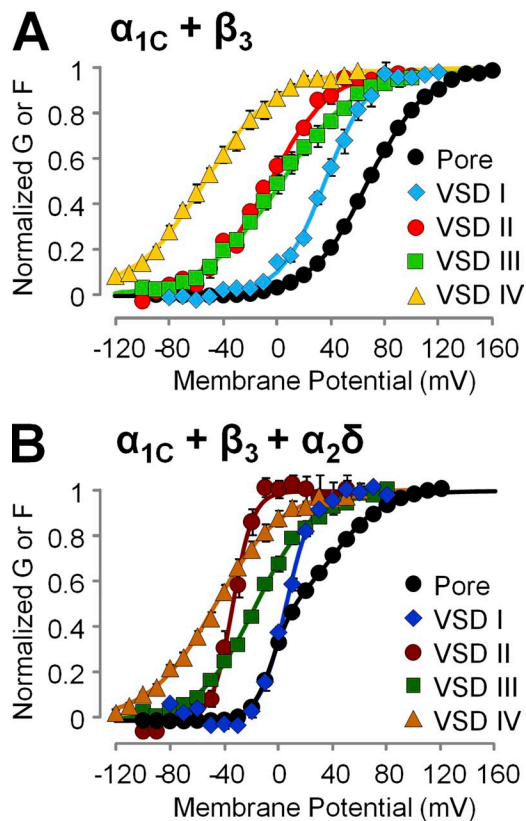 A
α1C + β3
Normalized G or F
1
0.8
0.6
0.4
0.2
0
Pore
VSD I
VSD II
VSD III
VSD IV
-120 -80 -40 0 40 80 120 160
Membrane Potential (mV)
B
α1C + β3 + α2δ
Normalized G or F
1
0.8
0.6
0.4
0.2
0
Pore
VSD I
VSD II
VSD III
VSD IV
-120 -80 -40 0 40 80 120 160
Membrane Potential (mV)